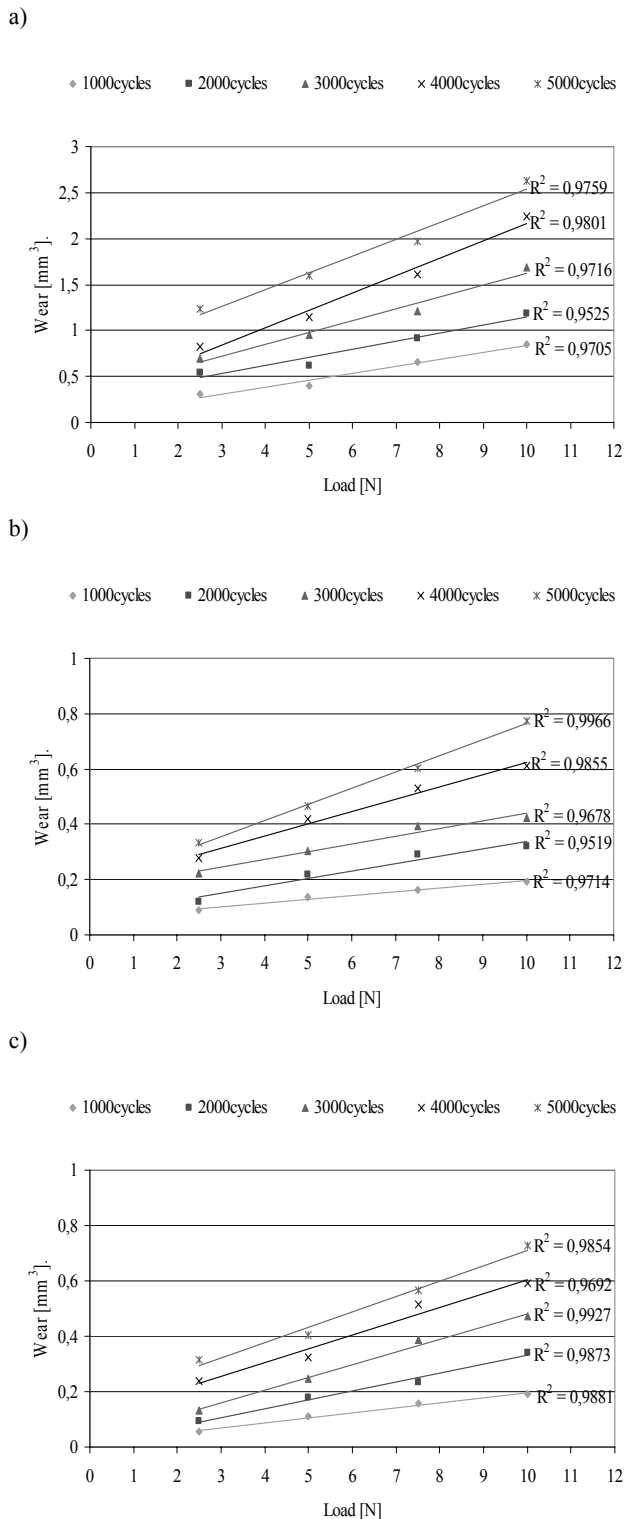 a)
1000cycles 2000cycles 3000cycles 4000cycles 5000cycles
3
2,5
2
1,5
1
0,5
0
Wear [mm³].
R² = 0,9759
R² = 0,9801
R² = 0,9716
R² = 0,9525
R² = 0,9705
0 1 2 3 4 5 6 7 8 9 10 11 12
Load [N]
b)
1000cycles 2000cycles 3000cycles 4000cycles 5000cycles
1
0,8
0,6
0,4
0,2
0
Wear [mm³].
R² = 0,9966
R² = 0,9855
R² = 0,9678
R² = 0,9519
R² = 0,9714
0 1 2 3 4 5 6 7 8 9 10 11 12
Load [N]
c)
1000cycles 2000cycles 3000cycles 4000cycles 5000cycles
1
0,8
0,6
0,4
0,2
0
Wear [mm³].
R² = 0,9854
R² = 0,9692
R² = 0,9927
R² = 0,9873
R² = 0,9881
0 1 2 3 4 5 6 7 8 9 10 11 12
Load [N]